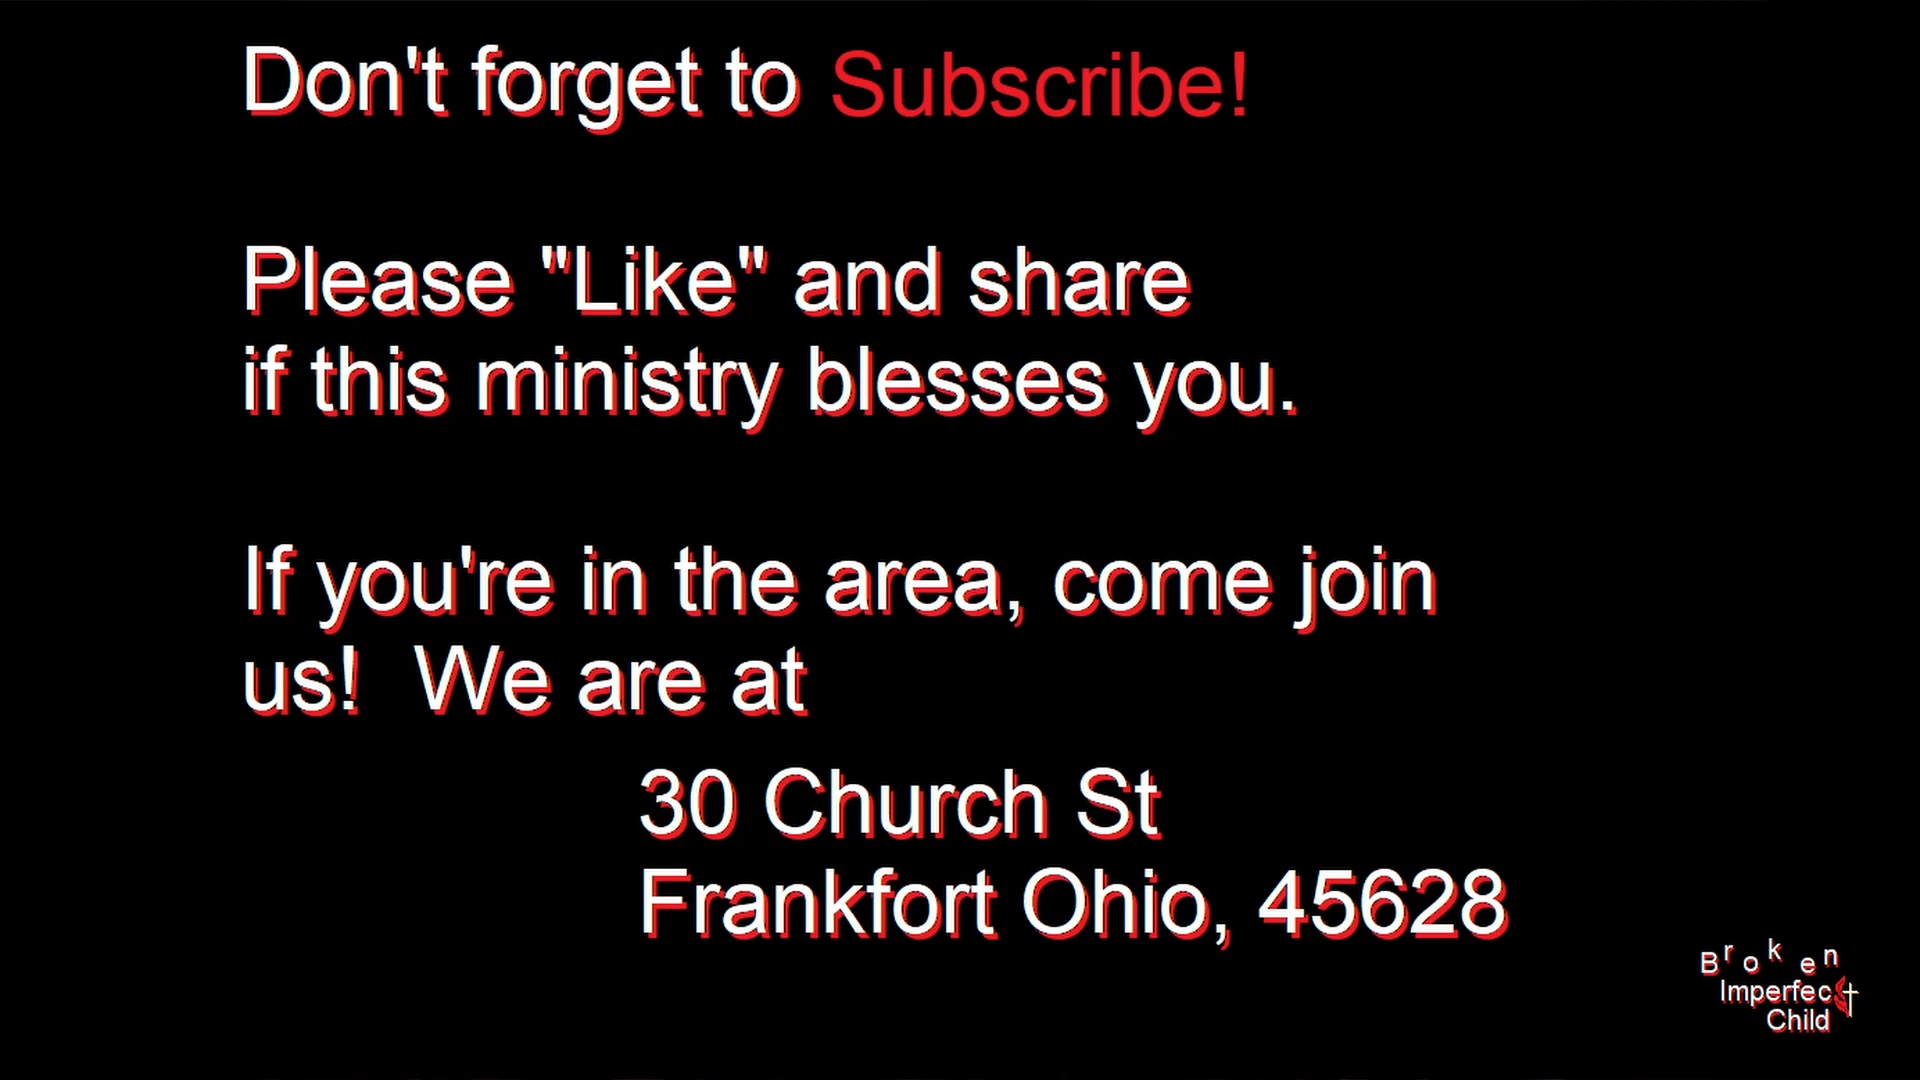 Don't forget to Subscribe!
Please "Like" and share
if this ministry blesses you.
If you're in the area, come join
us!  We are at
30 Church St
Frankfort Ohio, 45628
Broken
Imperfect
Child